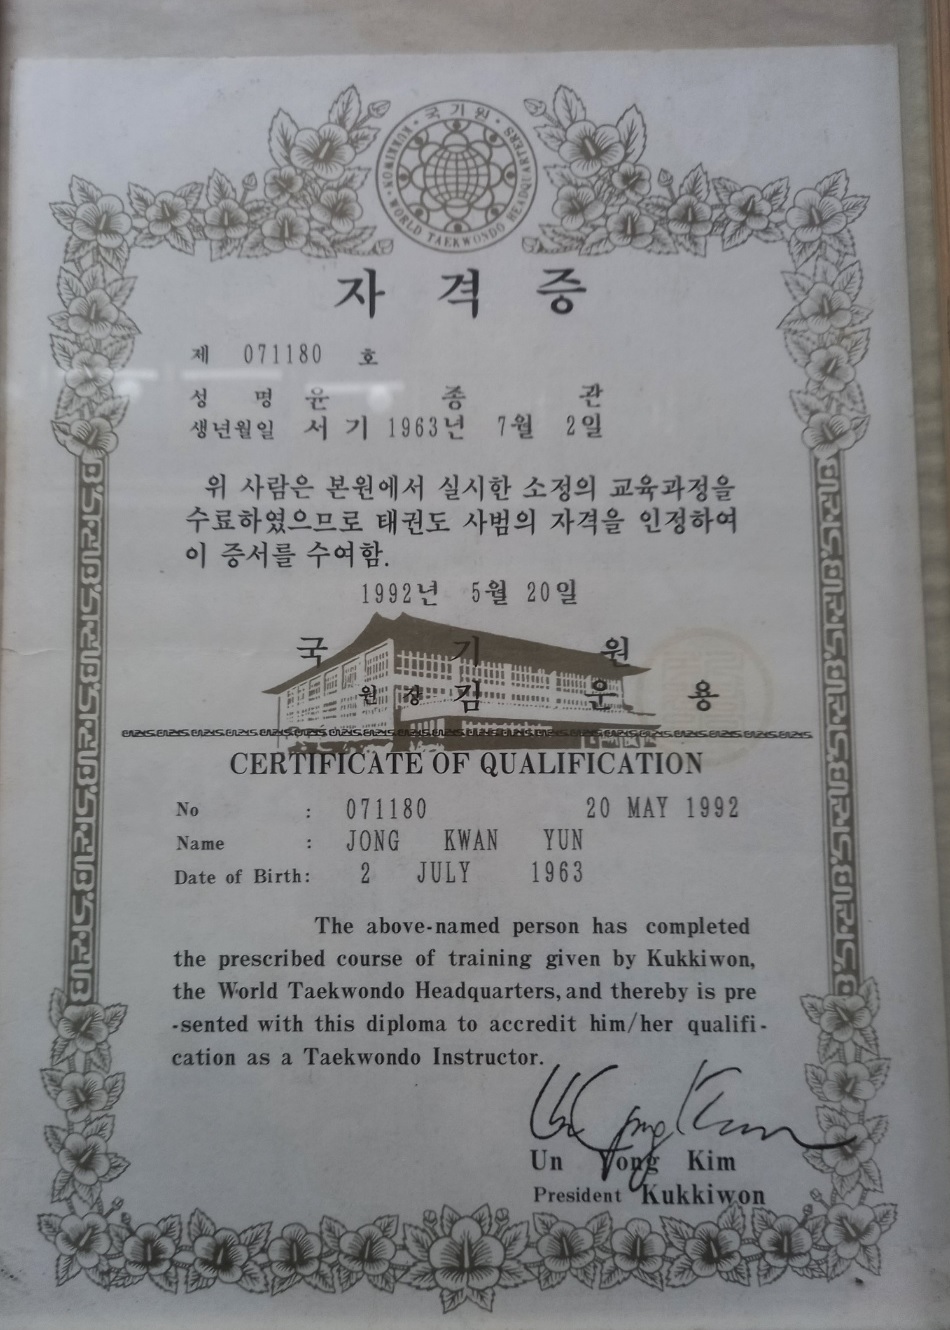 국기원
KUKKIWON · WORLD TAEKWONDO HEADQUARTERS
자 격 증
제 071180 호
성 명 윤 종 관
생년월일 서기 1963년 7월 2일
위 사람은 본원에서 실시한 소정의 교육과정을
수료하였으므로 태권도 사범의 자격을 인정하여
이 증서를 수여함.
1992년 5월 20일
국 기 원
원 장 김 운 용
CERTIFICATE OF QUALIFICATION
No : 071180 20 MAY 1992
Name : JONG KWAN YUN
Date of Birth: 2 JULY 1963
The above-named person has completed
the prescribed course of training given by Kukkiwon,
the World Taekwondo Headquarters, and thereby is pre
-sented with this diploma to accredit him/her qualifi-
cation as a Taekwondo Instructor.
Un Yong Kim
President Kukkiwon